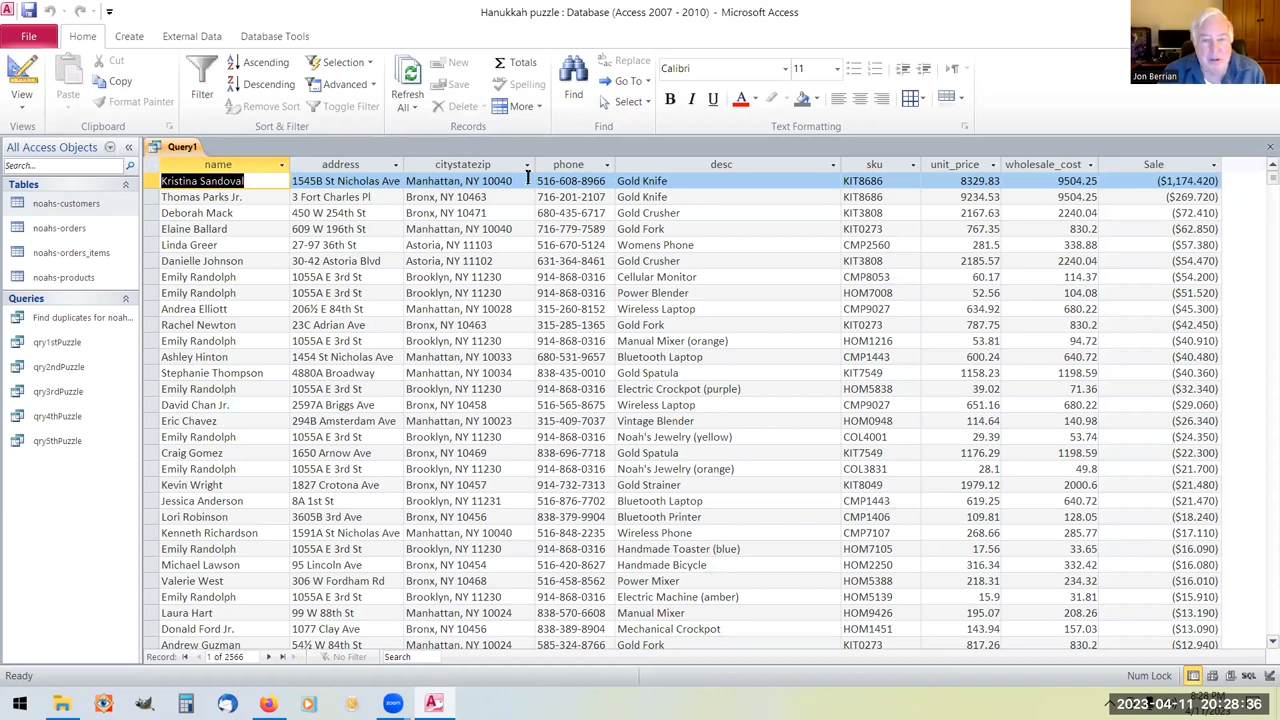 Hanukkah puzzle : Database (Access 2007 - 2010) - Microsoft Access
File Home Create External Data Database Tools
View Paste Cut Copy Format Painter Filter Ascending Descending Remove Sort Selection Advanced Toggle Filter Refresh All New Save Delete Totals Spelling More Find Replace Go To Select Calibri 11 B I U A
Views Clipboard Sort & Filter Records Find Text Formatting
Jon Berrian
All Access Objects
Search...
Tables
noahs-customers
noahs-orders
noahs-orders_items
noahs-products
Queries
Find duplicates for noah...
qry1stPuzzle
qry2ndPuzzle
qry3rdPuzzle
qry4thPuzzle
qry5thPuzzle
Query1
name address citystatezip phone desc sku unit_price wholesale_cost Sale
Kristina Sandoval 1545B St Nicholas Ave Manhattan, NY 10040 516-608-8966 Gold Knife KIT8686 8329.83 9504.25 ($1,174.420)
Thomas Parks Jr. 3 Fort Charles Pl Bronx, NY 10463 716-201-2107 Gold Knife KIT8686 9234.53 9504.25 ($269.720)
Deborah Mack 450 W 254th St Bronx, NY 10471 680-435-6717 Gold Crusher KIT3808 2167.63 2240.04 ($72.410)
Elaine Ballard 609 W 196th St Manhattan, NY 10040 716-779-7589 Gold Fork KIT0273 767.35 830.2 ($62.850)
Linda Greer 27-97 36th St Astoria, NY 11103 516-670-5124 Womens Phone CMP2560 281.5 338.88 ($57.380)
Danielle Johnson 30-42 Astoria Blvd Astoria, NY 11102 631-364-8461 Gold Crusher KIT3808 2185.57 2240.04 ($54.470)
Emily Randolph 1055A E 3rd St Brooklyn, NY 11230 914-868-0316 Cellular Monitor CMP8053 60.17 114.37 ($54.200)
Emily Randolph 1055A E 3rd St Brooklyn, NY 11230 914-868-0316 Power Blender HOM7008 52.56 104.08 ($51.520)
Andrea Elliott 206½ E 84th St Manhattan, NY 10028 315-260-8152 Wireless Laptop CMP9027 634.92 680.22 ($45.300)
Rachel Newton 23C Adrian Ave Bronx, NY 10463 315-285-1365 Gold Fork KIT0273 787.75 830.2 ($42.450)
Emily Randolph 1055A E 3rd St Brooklyn, NY 11230 914-868-0316 Manual Mixer (orange) HOM1216 53.81 94.72 ($40.910)
Ashley Hinton 1454 St Nicholas Ave Manhattan, NY 10033 680-531-9657 Bluetooth Laptop CMP1443 600.24 640.72 ($40.480)
Stephanie Thompson 4880A Broadway Manhattan, NY 10034 838-435-0010 Gold Spatula KIT7549 1158.23 1198.59 ($40.360)
Emily Randolph 1055A E 3rd St Brooklyn, NY 11230 914-868-0316 Electric Crockpot (purple) HOM5838 39.02 71.36 ($32.340)
David Chan Jr. 2597A Briggs Ave Bronx, NY 10458 516-565-8675 Wireless Laptop CMP9027 651.16 680.22 ($29.060)
Eric Chavez 294B Amsterdam Ave Manhattan, NY 10023 315-409-7037 Vintage Blender HOM0948 114.64 140.98 ($26.340)
Emily Randolph 1055A E 3rd St Brooklyn, NY 11230 914-868-0316 Noah's Jewelry (yellow) COL4001 29.39 53.74 ($24.350)
Craig Gomez 1650 Arnow Ave Bronx, NY 10469 838-696-7718 Gold Spatula KIT7549 1176.29 1198.59 ($22.300)
Emily Randolph 1055A E 3rd St Brooklyn, NY 11230 914-868-0316 Noah's Jewelry (orange) COL3831 28.1 49.8 ($21.700)
Kevin Wright 1827 Crotona Ave Bronx, NY 10457 914-732-7313 Gold Strainer KIT8049 1979.12 2000.6 ($21.480)
Jessica Anderson 8A 1st St Brooklyn, NY 11231 516-876-7702 Bluetooth Laptop CMP1443 619.25 640.72 ($21.470)
Lori Robinson 3605B 3rd Ave Bronx, NY 10456 838-379-9904 Bluetooth Printer CMP1406 109.81 128.05 ($18.240)
Kenneth Richardson 1591A St Nicholas Ave Manhattan, NY 10040 516-848-2235 Wireless Phone CMP1207 268.66 285.77 ($17.110)
Emily Randolph 1055A E 3rd St Brooklyn, NY 11230 914-868-0316 Handmade Toaster (blue) HOM7105 17.56 33.65 ($16.090)
Michael Lawson 95 Lincoln Ave Bronx, NY 10454 516-420-8627 Handmade Bicycle HOM2250 316.34 332.42 ($16.080)
Valerie West 306 W Fordham Rd Bronx, NY 10468 516-458-8562 Power Mixer HOM5388 218.31 234.32 ($16.010)
Emily Randolph 1055A E 3rd St Brooklyn, NY 11230 914-868-0316 Electric Machine (amber) HOM5139 15.9 31.81 ($15.910)
Laura Hart 99 W 88th St Manhattan, NY 10024 838-570-6608 Manual Mixer HOM9426 195.07 208.26 ($13.190)
Donald Ford Jr. 1077 Clay Ave Bronx, NY 10456 838-389-8904 Mechanical Crockpot HOM1451 143.94 157.03 ($13.090)
Andrew Guzman 54½ W 84th St Manhattan, NY 10024 585-324-8766 Gold Fork KIT0273 817.26 830.2 ($12.940)
Record: 1 of 2566 No Filter Search
Ready Num Lock SQL
zoom
2023-04-11 20:28:36